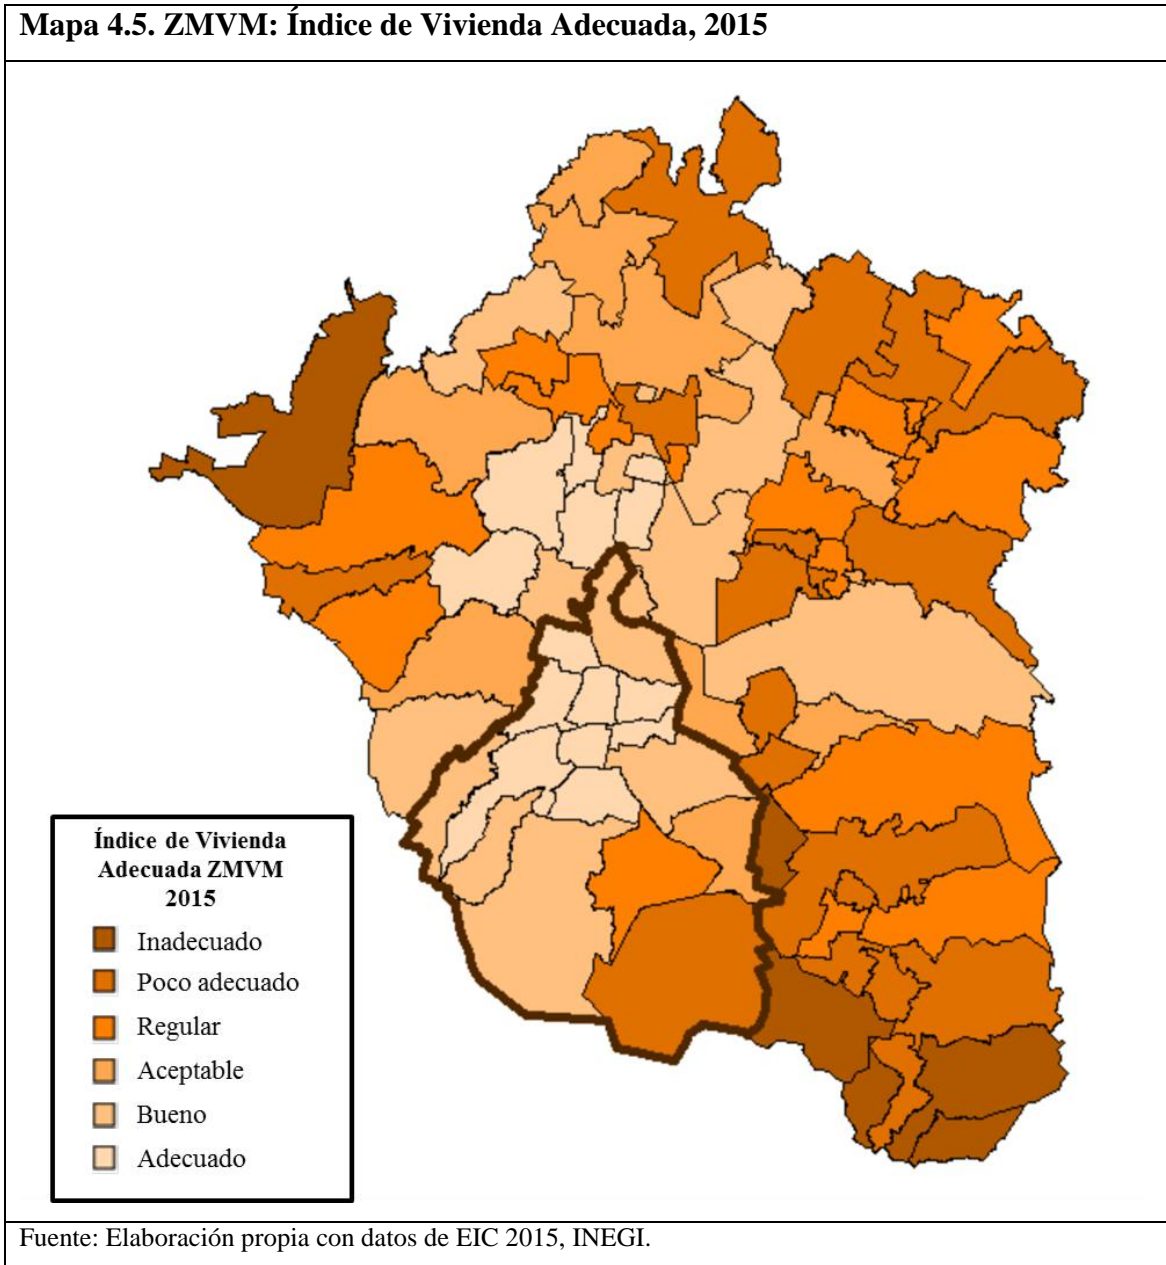 Mapa 4.5. ZMVM: Índice de Vivienda Adecuada, 2015
Índice de Vivienda
Adecuada ZMVM
2015
Inadecuado
Poco adecuado
Regular
Aceptable
Bueno
Adecuado
Fuente: Elaboración propia con datos de EIC 2015, INEGI.